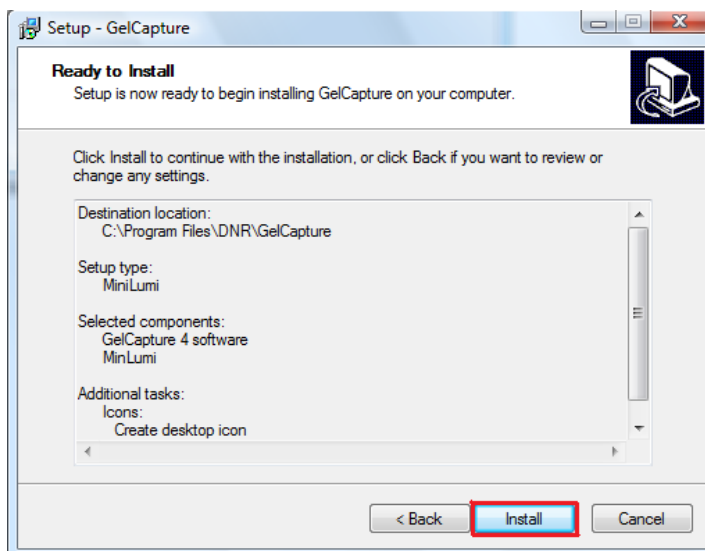 Setup - GelCapture
Ready to Install
Setup is now ready to begin installing GelCapture on your computer.
Click Install to continue with the installation, or click Back if you want to review or
change any settings.
Destination location:
C:\Program Files\DNR\GelCapture
Setup type:
MiniLumi
Selected components:
GelCapture 4 software
MinLumi
Additional tasks:
Icons:
Create desktop icon
< Back
Install
Cancel